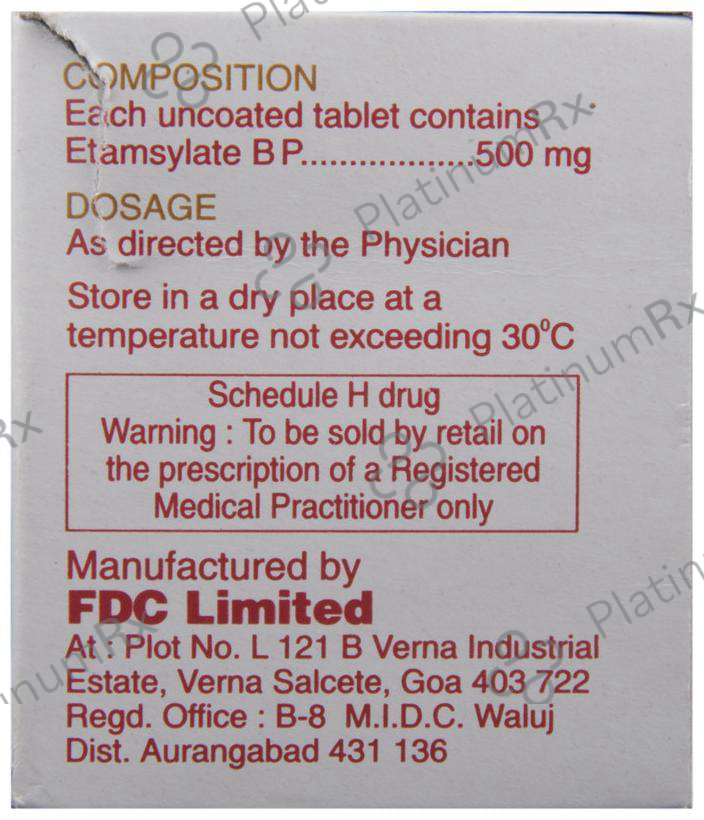 COMPOSITION
Each uncoated tablet contains
Etamsylate B P..................500 mg
DOSAGE
As directed by the Physician
Store in a dry place at a
temperature not exceeding 30°C
Schedule H drug
Warning : To be sold by retail on
the prescription of a Registered
Medical Practitioner only
Manufactured by
FDC Limited
At : Plot No. L 121 B Verna Industrial
Estate, Verna Salcete, Goa 403 722
Regd. Office : B-8 M.I.D.C. Waluj
Dist. Aurangabad 431 136
PlatinumRx
PlatinumRx